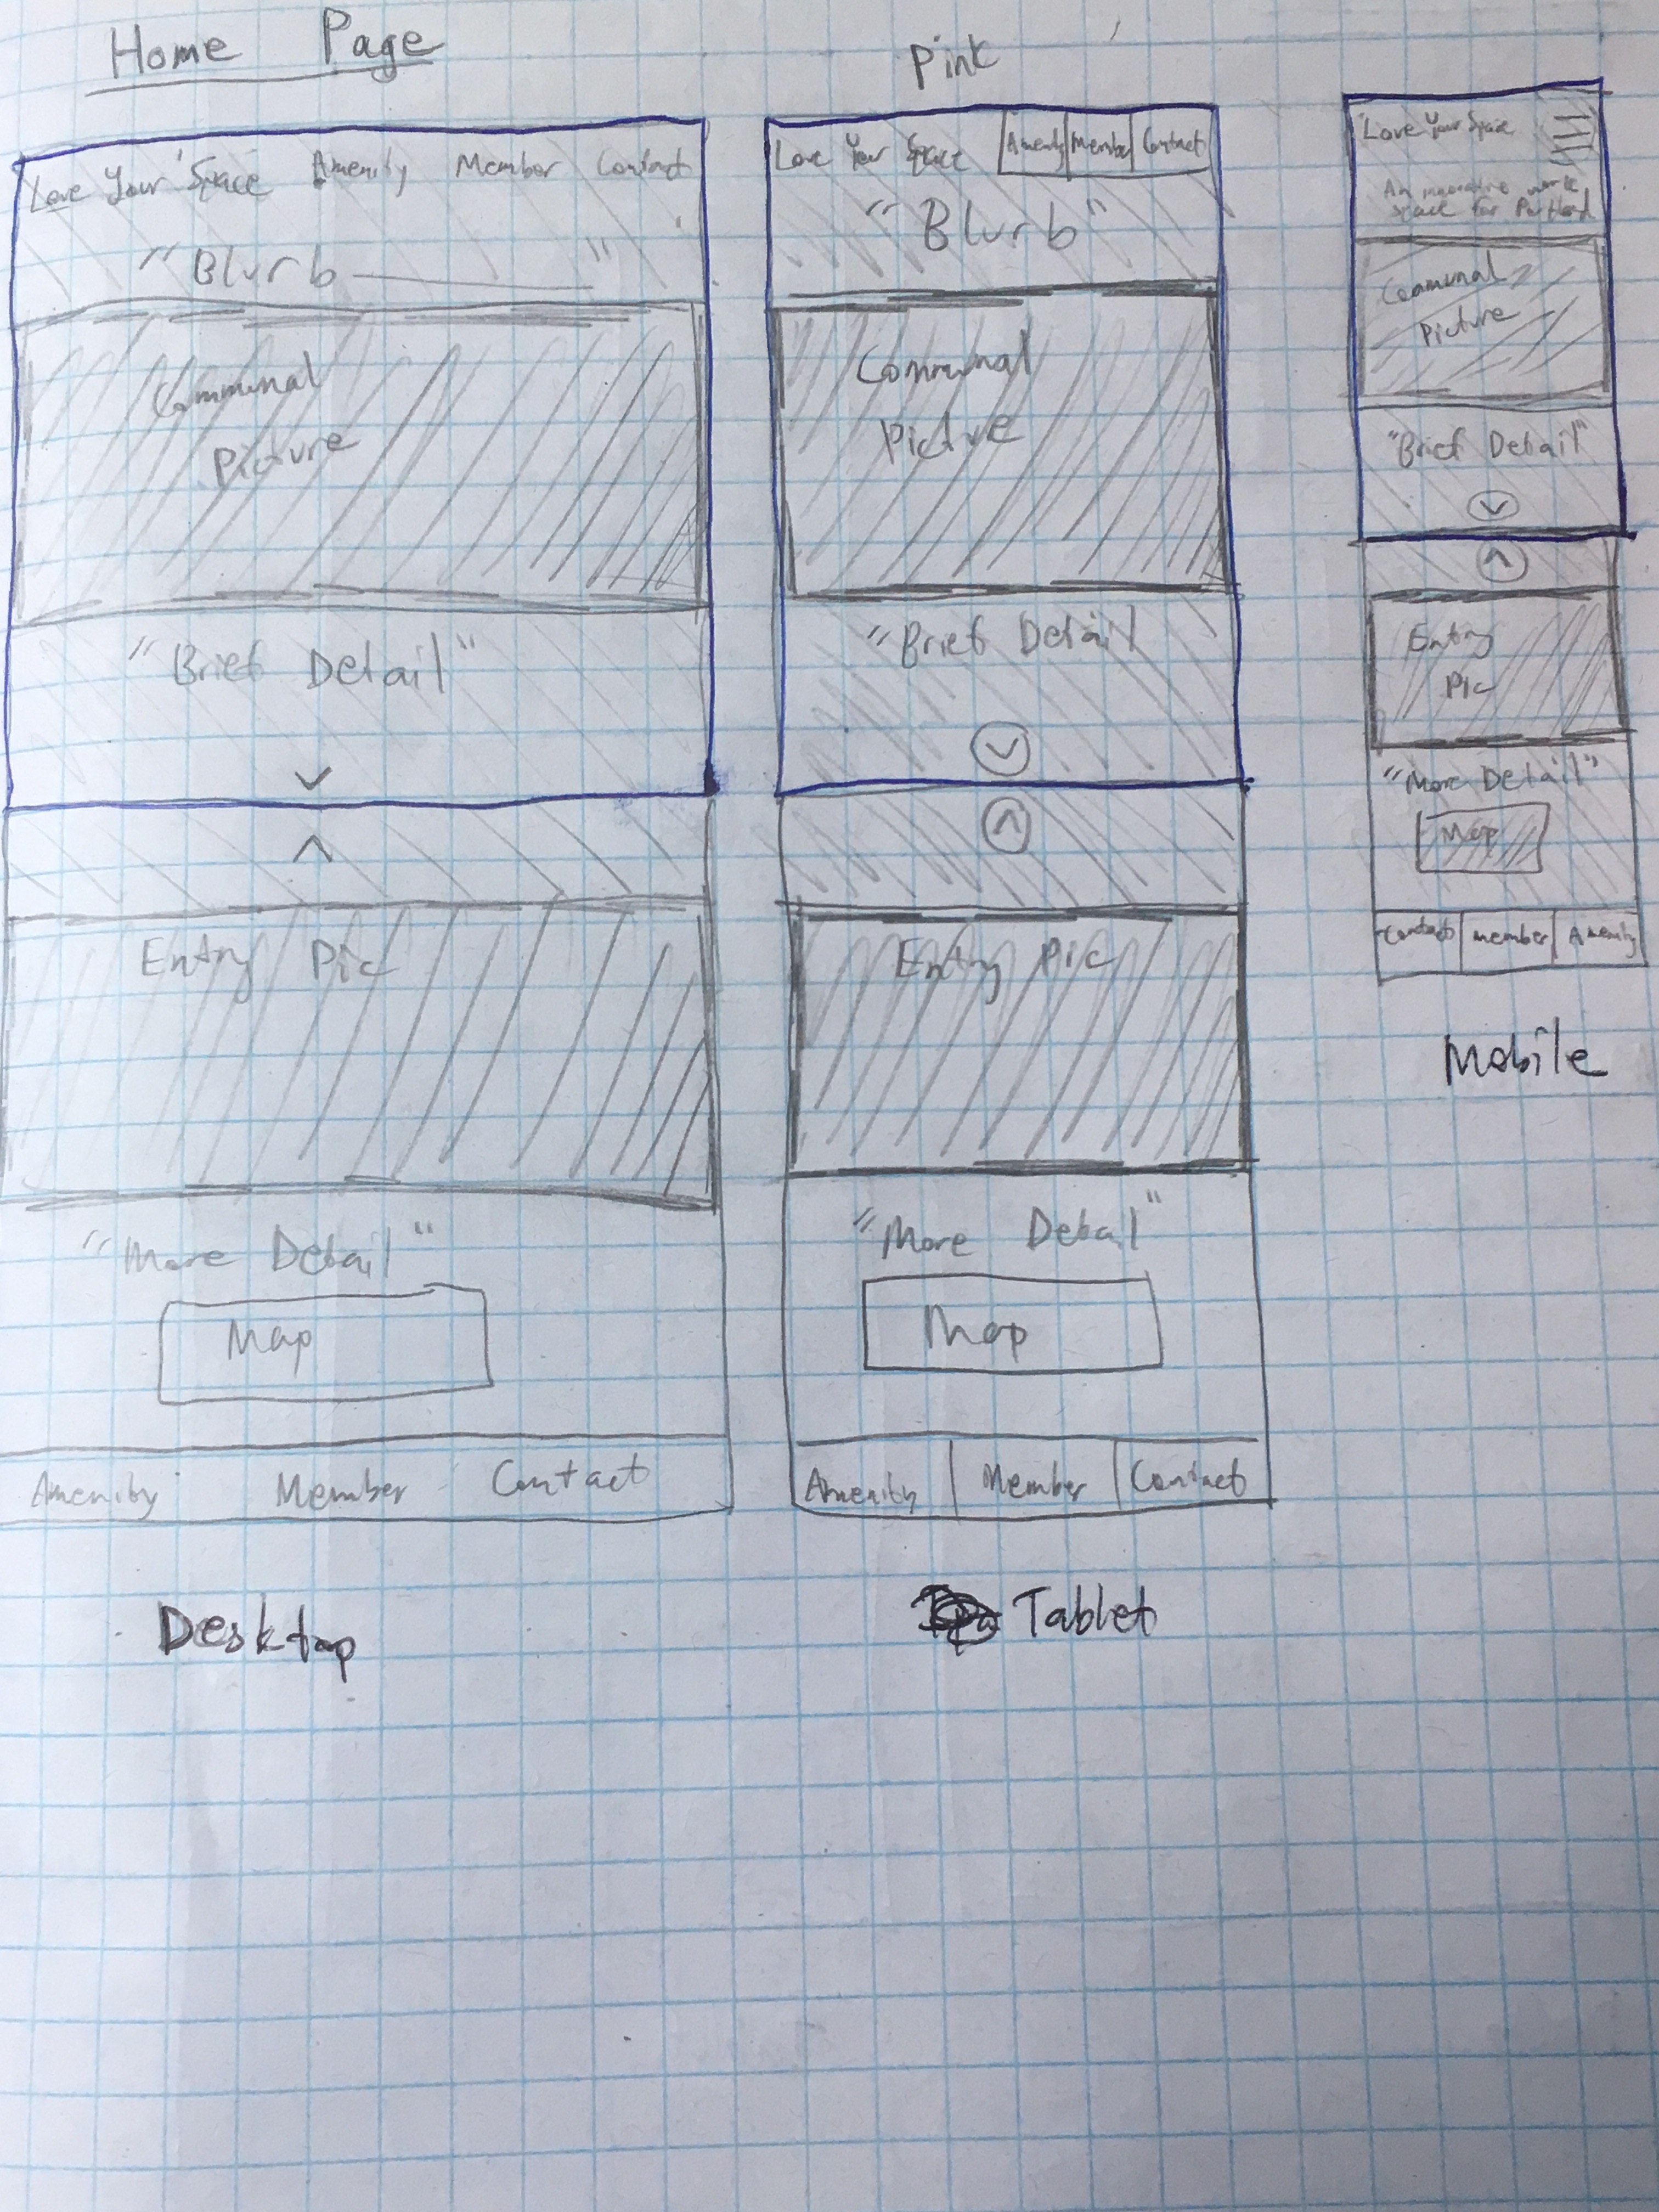 Home Page
Pink
Love Your Space Amenity Member Contact
"Blurb"
Communal
Picture
"Brief Detail"
Entry Pic
"More Detail"
Map
Amenity Member Contact
Desktop
Love Your Space Amenity Member Contact
"Blurb"
Communal
Picture
"Brief Detail
Entry Pic
"More Detail"
Map
Amenity Member Contact
Tablet
Love Your Space
An work
space for Portland
Communal
Picture
"Brief Detail"
Entry
Pic
"More Detail"
Map
Contact Member Amenity
Mobile